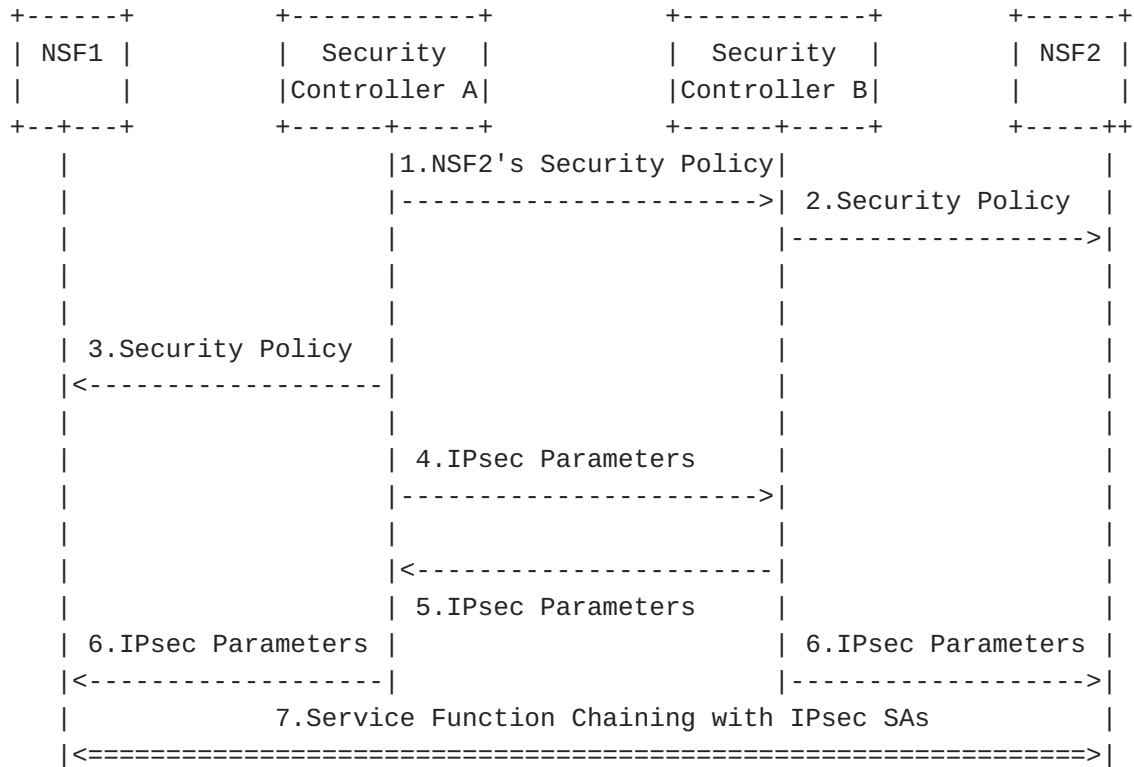 NSF1 Security Security NSF2
Controller A Controller B
1.NSF2's Security Policy
2.Security Policy
3.Security Policy
4.IPsec Parameters
5.IPsec Parameters
6.IPsec Parameters 6.IPsec Parameters
7.Service Function Chaining with IPsec SAs